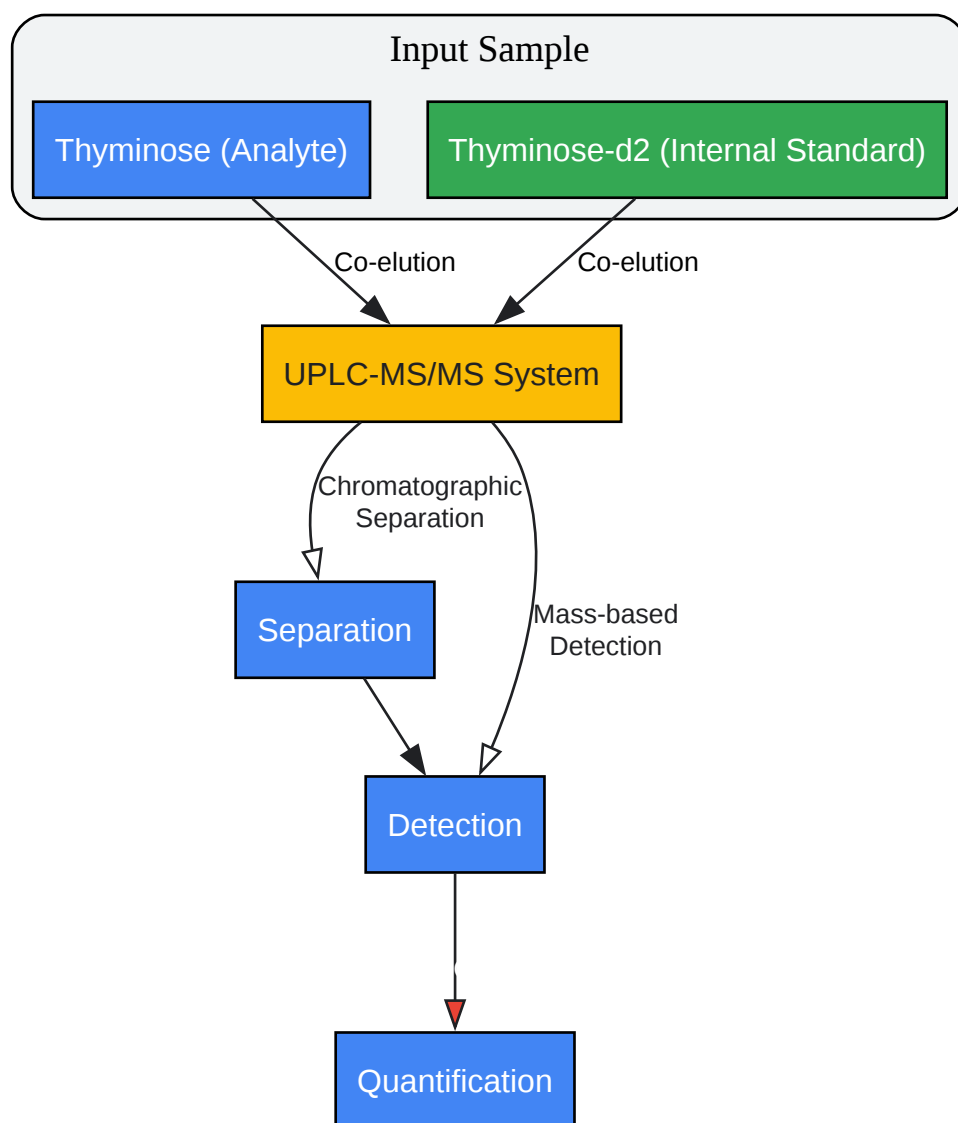 Input Sample
Thyminose (Analyte)
Thyminose-d2 (Internal Standard)
Co-elution
Co-elution
UPLC-MS/MS System
Chromatographic
Separation
Separation
Mass-based
Detection
Detection
Quantification